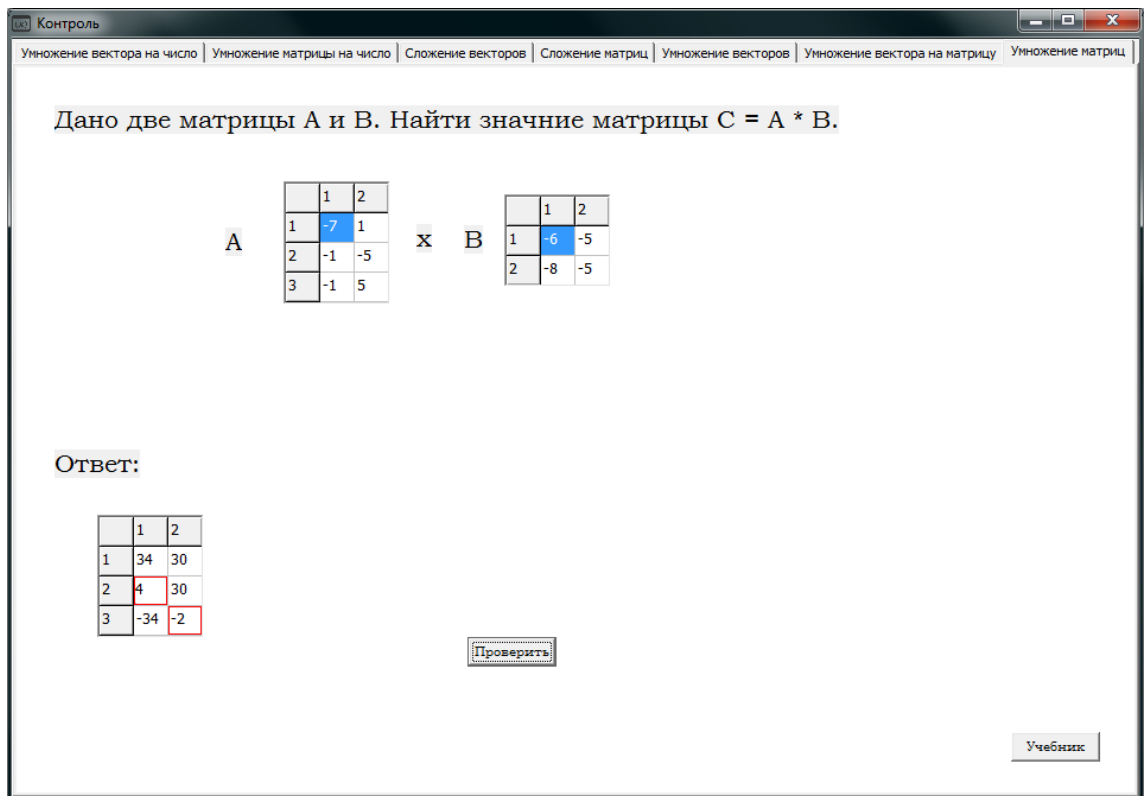 Контроль
Умножение вектора на число Умножение матрицы на число Сложение векторов Сложение матриц Умножение векторов Умножение вектора на матрицу Умножение матриц
Дано две матрицы А и В. Найти значние матрицы С = А * В.
А
1 2
1 -7 1
2 -1 -5
3 -1 5
х
В
1 2
1 -6 -5
2 -8 -5
Ответ:
1 2
1 34 30
2 4 30
3 -34 -2
Проверить
Учебник